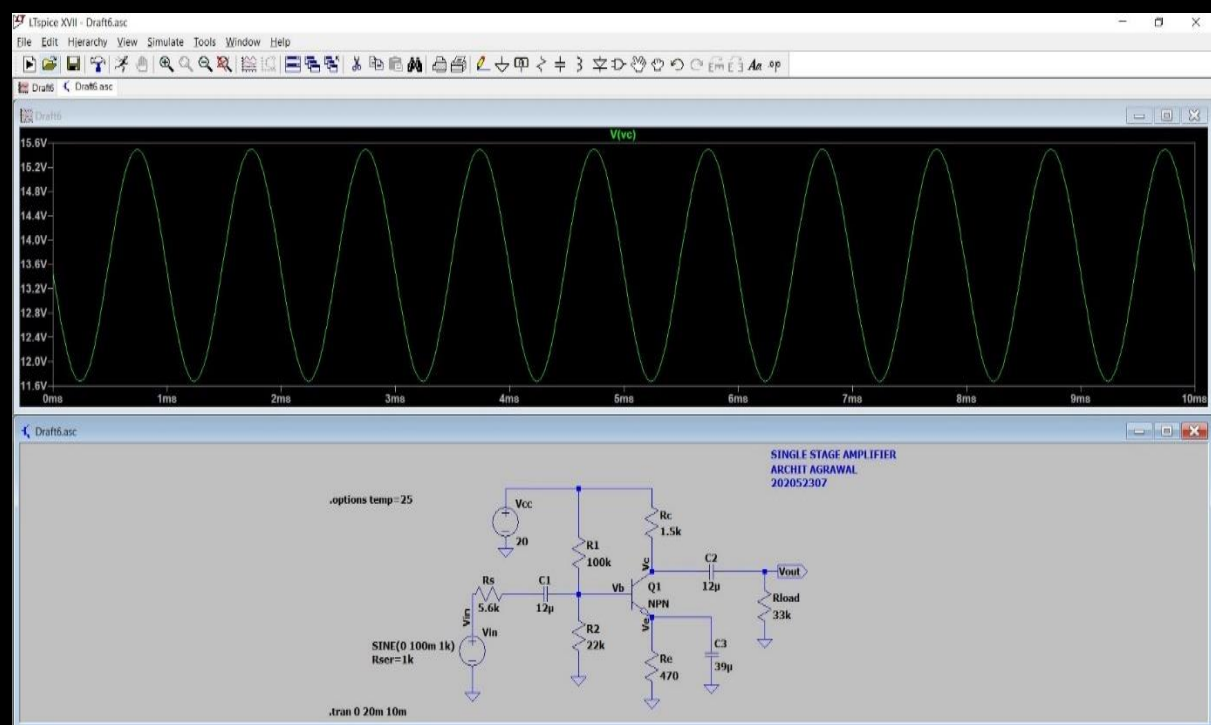 LTspice XVII - Draft6.asc
File Edit Hierarchy View Simulate Tools Window Help
Draft6 Draft6.asc
Draft6
V(vc)
15.6V
15.2V
14.8V
14.4V
14.0V
13.6V
13.2V
12.8V
12.4V
12.0V
11.6V
0ms 1ms 2ms 3ms 4ms 5ms 6ms 7ms 8ms 9ms 10ms
Draft6.asc
SINGLE STAGE AMPLIFIER
ARCHIT AGRAWAL
202052307
.options temp=25
Vcc
20
R1
100k
Rc
1.5k
Vc
C2
12µ
Vout
Rload
33k
Rs
5.6k
C1
12µ
Vb
Q1
NPN
Vin
Vin
SINE(0 100m 1k)
Rser=1k
R2
22k
Ve
Re
470
C3
39µ
.tran 0 20m 10m